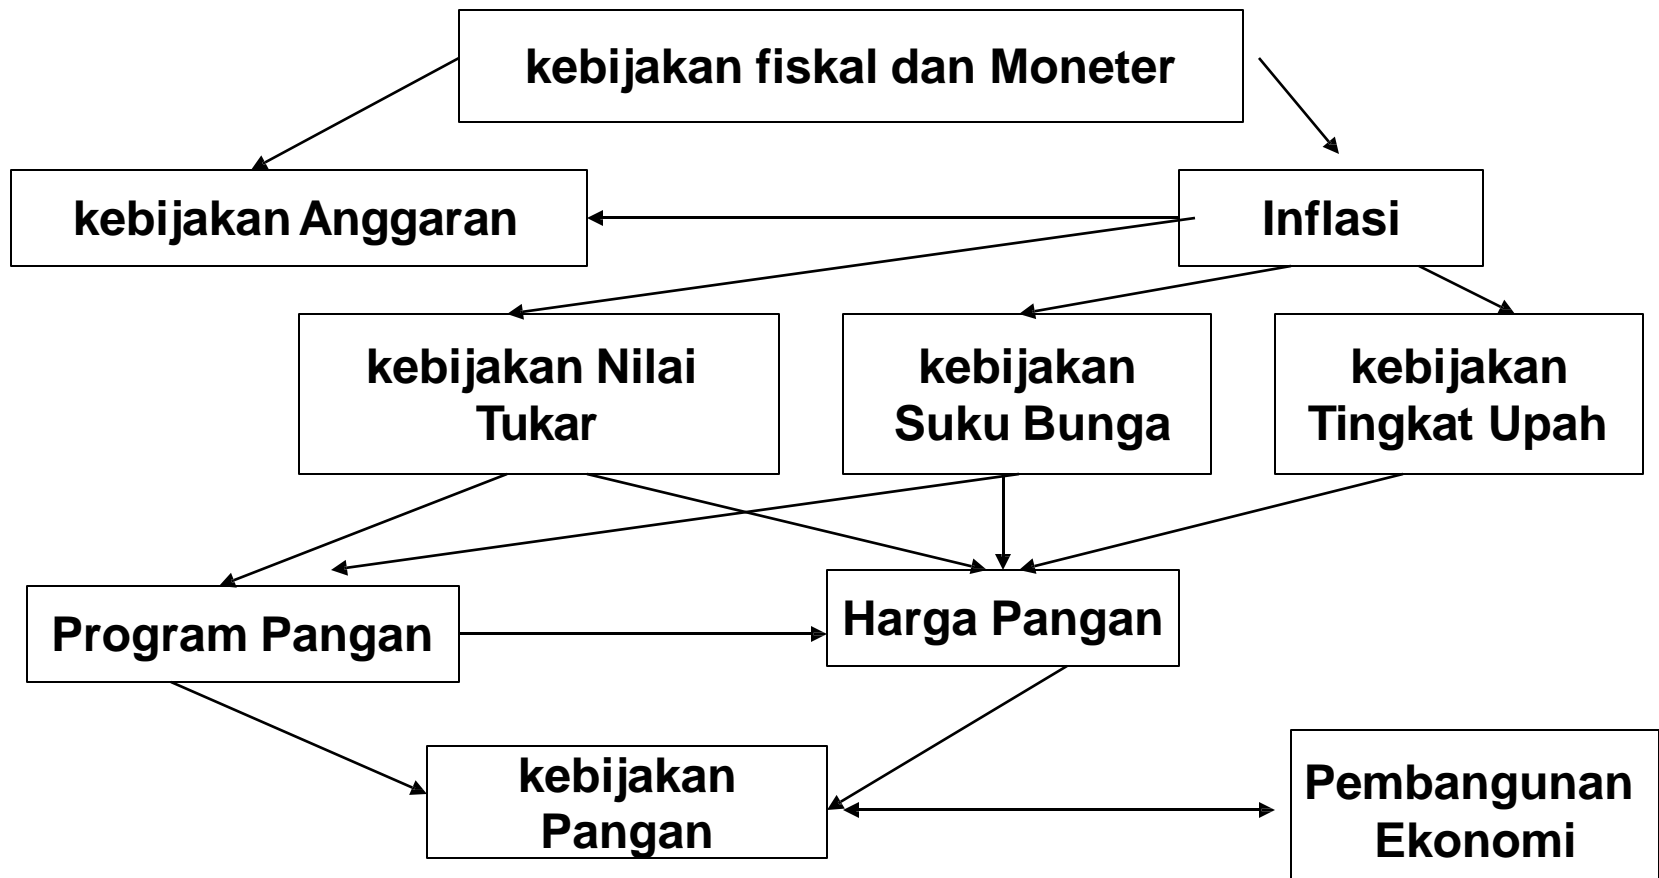 kebijakan fiskal dan Moneter
kebijakan Anggaran
Inflasi
kebijakan Nilai
Tukar
kebijakan
Suku Bunga
kebijakan
Tingkat Upah
Program Pangan
Harga Pangan
kebijakan
Pangan
Pembangunan
Ekonomi